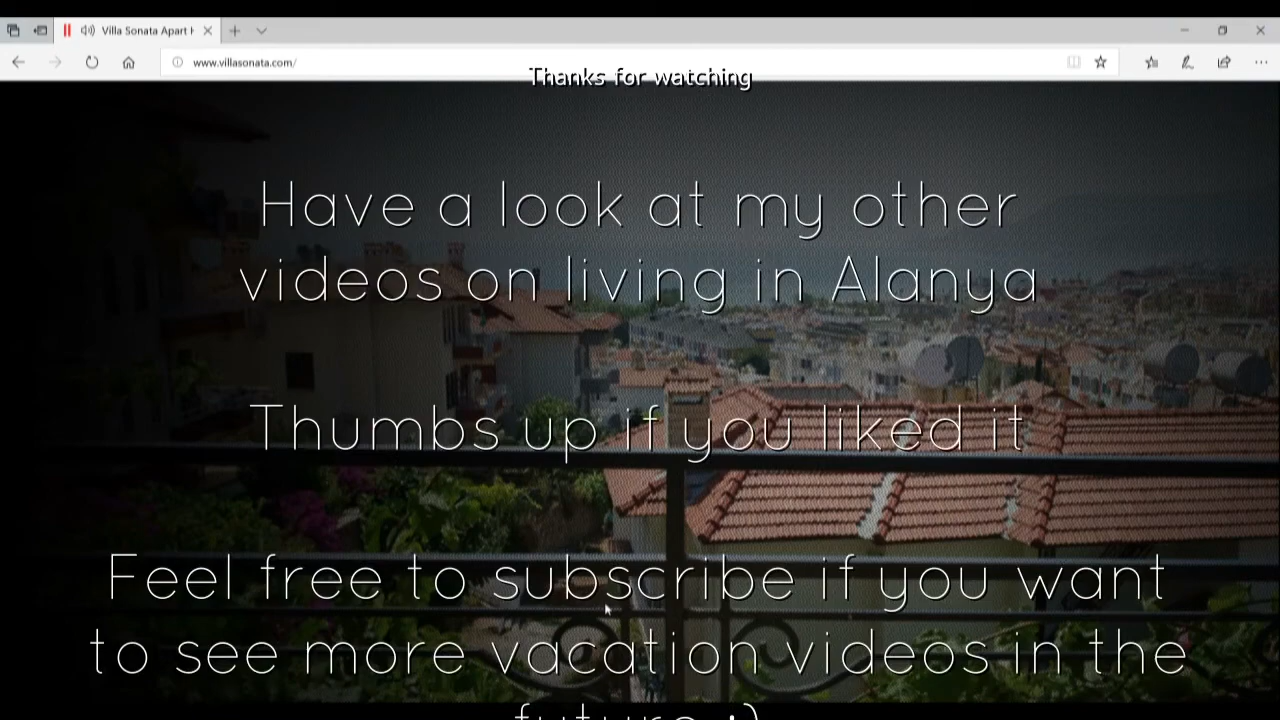 Villa Sonata Apart H
www.villasonata.com/
Thanks for watching
Have a look at my other
videos on living in Alanya
Thumbs up if you liked it
Feel free to subscribe if you want
to see more vacation videos in the
future :)